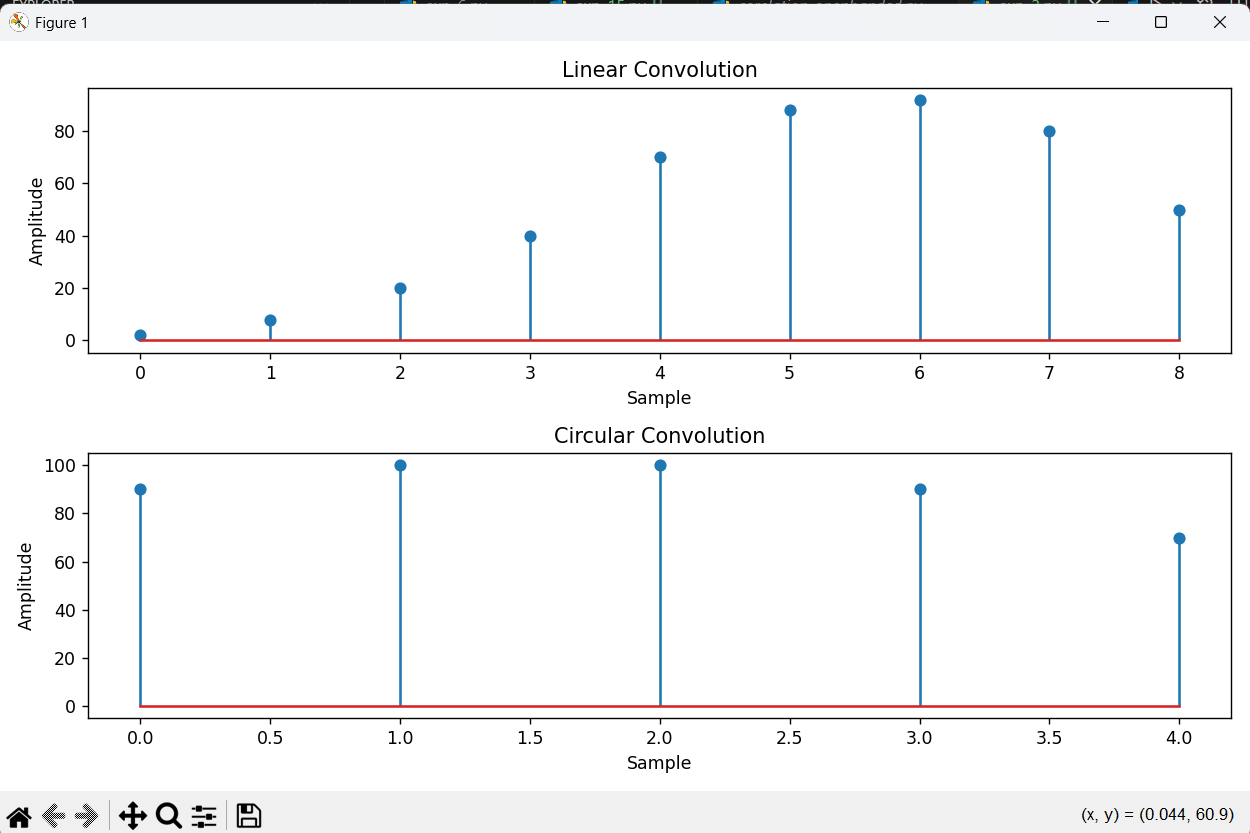 Figure 1
Linear Convolution
Amplitude
80
60
40
20
0
0 1 2 3 4 5 6 7 8
Sample
Circular Convolution
Amplitude
100
80
60
40
20
0
0.0 0.5 1.0 1.5 2.0 2.5 3.0 3.5 4.0
Sample
(x, y) = (0.044, 60.9)